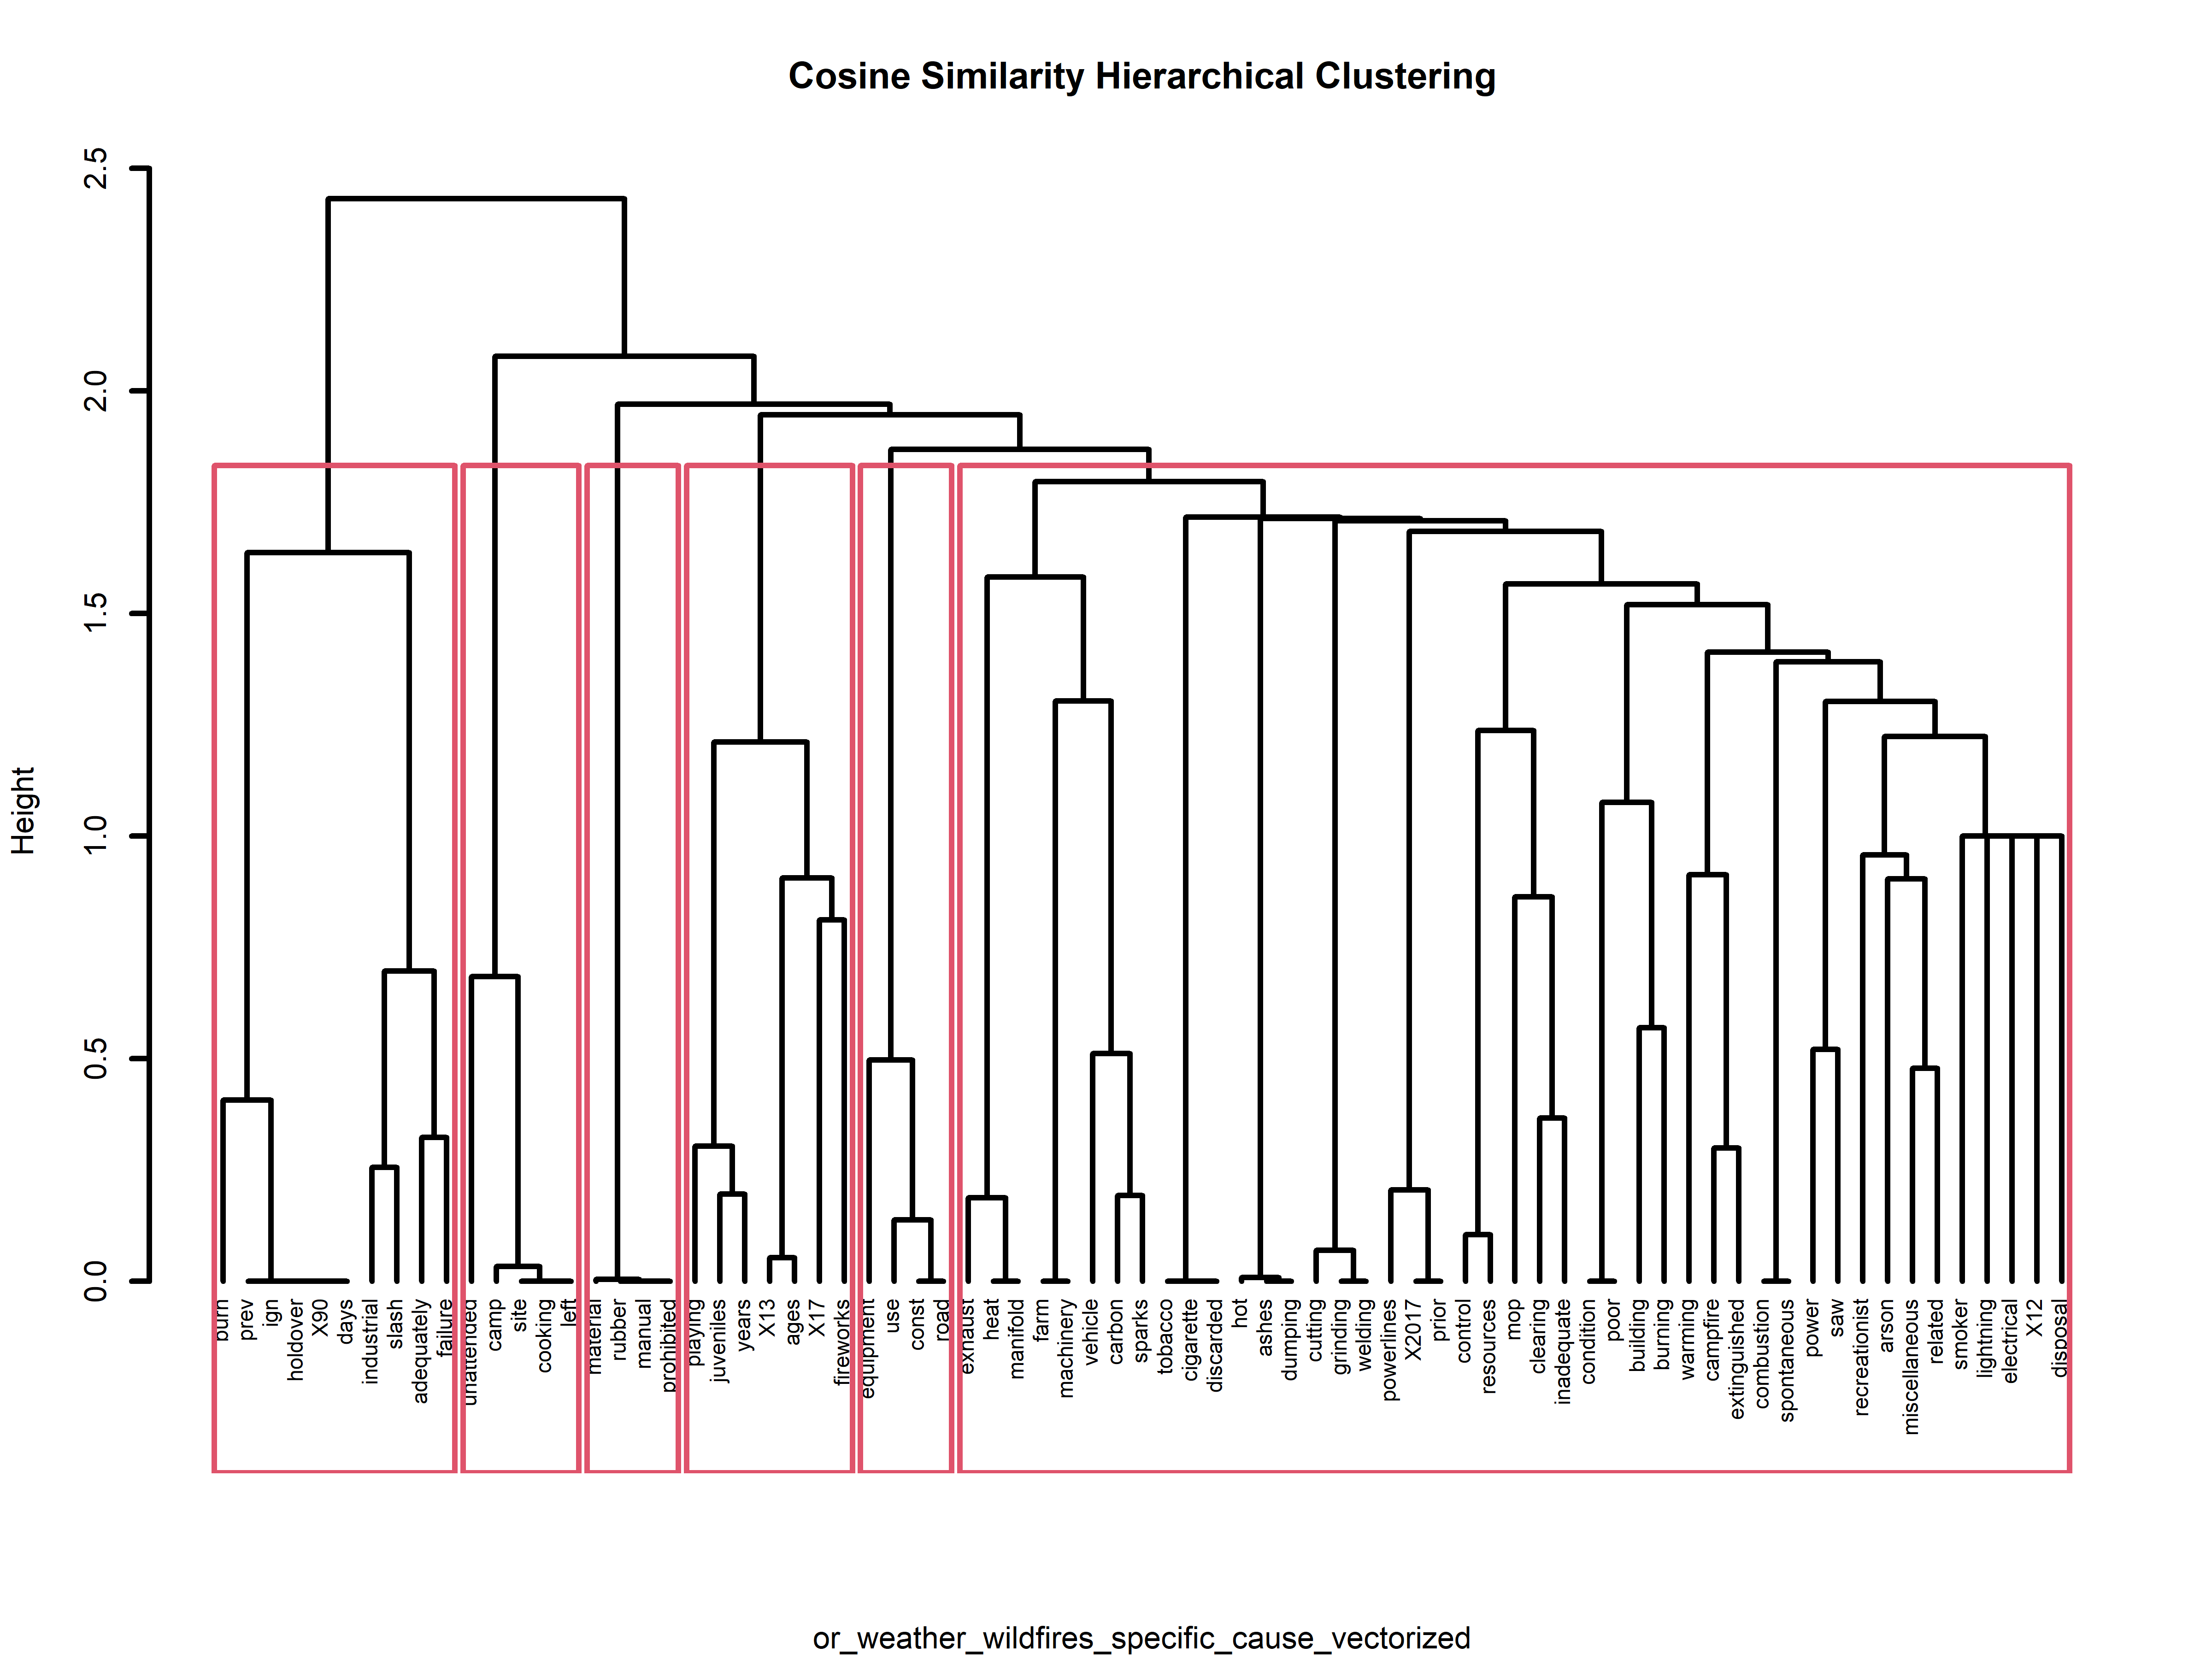 Cosine Similarity Hierarchical Clustering
2.5
2.0
1.5
1.0
0.5
0.0
Height
burn
prev
ign
holdover
X90
days
industrial
slash
adequately
failure
unattended
camp
site
cooking
left
material
rubber
manual
prohibited
playing
juveniles
years
X13
ages
X17
fireworks
equipment
use
const
road
exhaust
heat
manifold
farm
machinery
vehicle
carbon
sparks
tobacco
cigarette
discarded
hot
ashes
dumping
cutting
grinding
welding
powerlines
X2017
prior
control
resources
mop
clearing
inadequate
condition
poor
building
burning
warming
campfire
extinguished
combustion
spontaneous
power
saw
recreationist
arson
miscellaneous
related
smoker
lightning
electrical
X12
disposal
or_weather_wildfires_specific_cause_vectorized